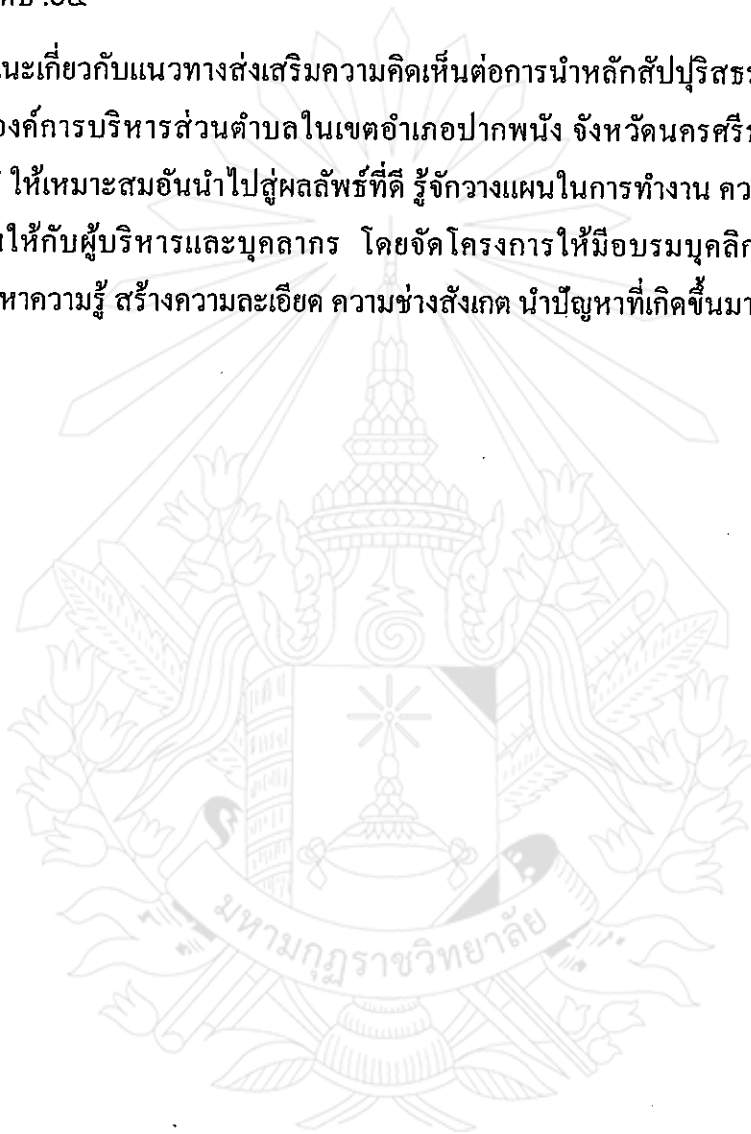 นะเกี่ยวกับแนวทางส่งเสริมความคิดเห็นต่อการนำหลักสัปปุริสธร
องค์การบริหารส่วนตำบลในเขตอำเภอปากพนัง จังหวัดนครศรีร
ให้เหมาะสมอันนำไปสู่ผลลัพธ์ที่ดี รู้จักวางแผนในการทำงาน คว
ให้กับผู้บริหารและบุคลากร โดยจัดโครงการให้มีอบรมบุคลิก
หาความรู้ สร้างความละเอียด ความช่างสังเกต นำปัญหาที่เกิดขึ้นมา
มหามกุฏราชวิทยาลัย